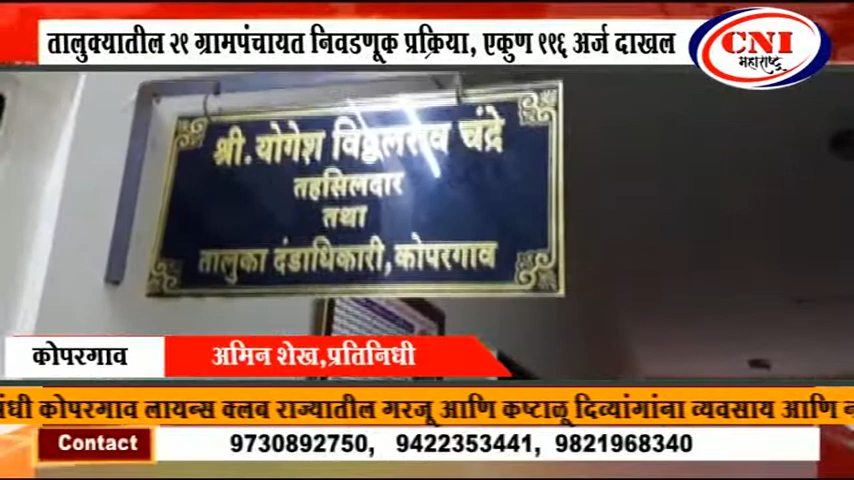 तालुक्यातील २९ ग्रामपंचायत निवडणूक प्रक्रिया, एकुण ११६ अर्ज दाखल
CNI
महाराष्ट्र
श्री. योगेश विठ्ठलराव चंद्रे
तहसिलदार
तथा
तालुका दंडाधिकारी, कोपरगाव
कोपरगाव
अमिन शेख,प्रतिनिधी
कोपरगाव लायन्स क्लब राज्यातील गरजू आणि कष्टाळू दिव्यांगांना व्यवसाय आणि
Contact
9730892750, 9422353441, 9821968340